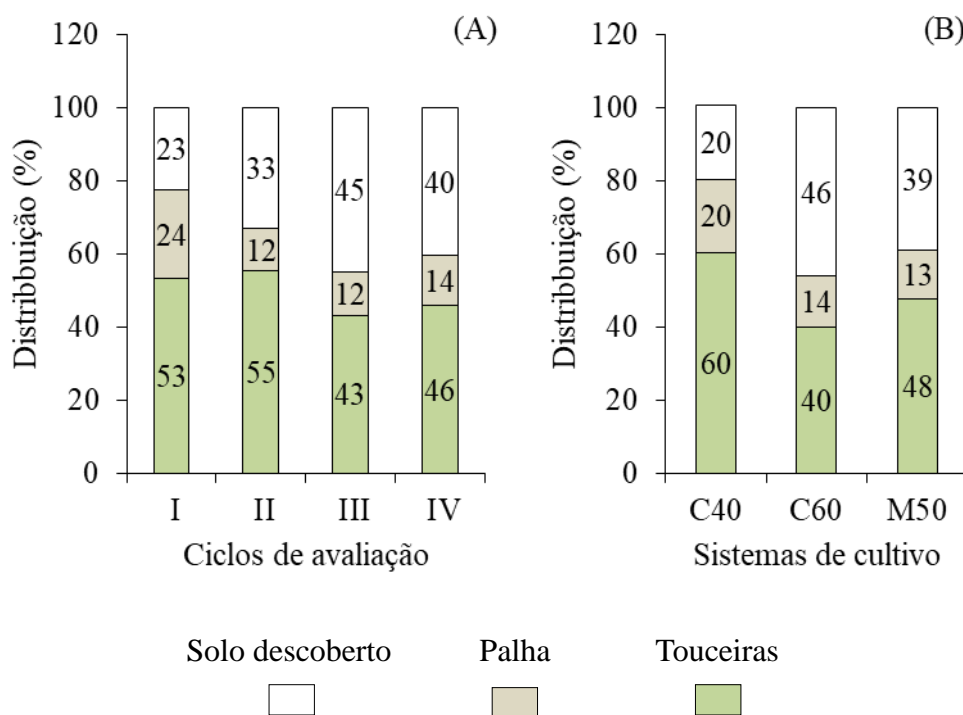 (A)
Distribbuição (%)
120
100
80
60
40
20
0
23 33 45 40
24 12 12 14
53 55 43 46
I II III IV
Ciclos de avaliação
(B)
Distribbuição (%)
120
100
80
60
40
20
0
20 46 39
20 14 13
60 40 48
C40 C60 M50
Sistemas de cultivo
Solo descoberto Palha Touceiras